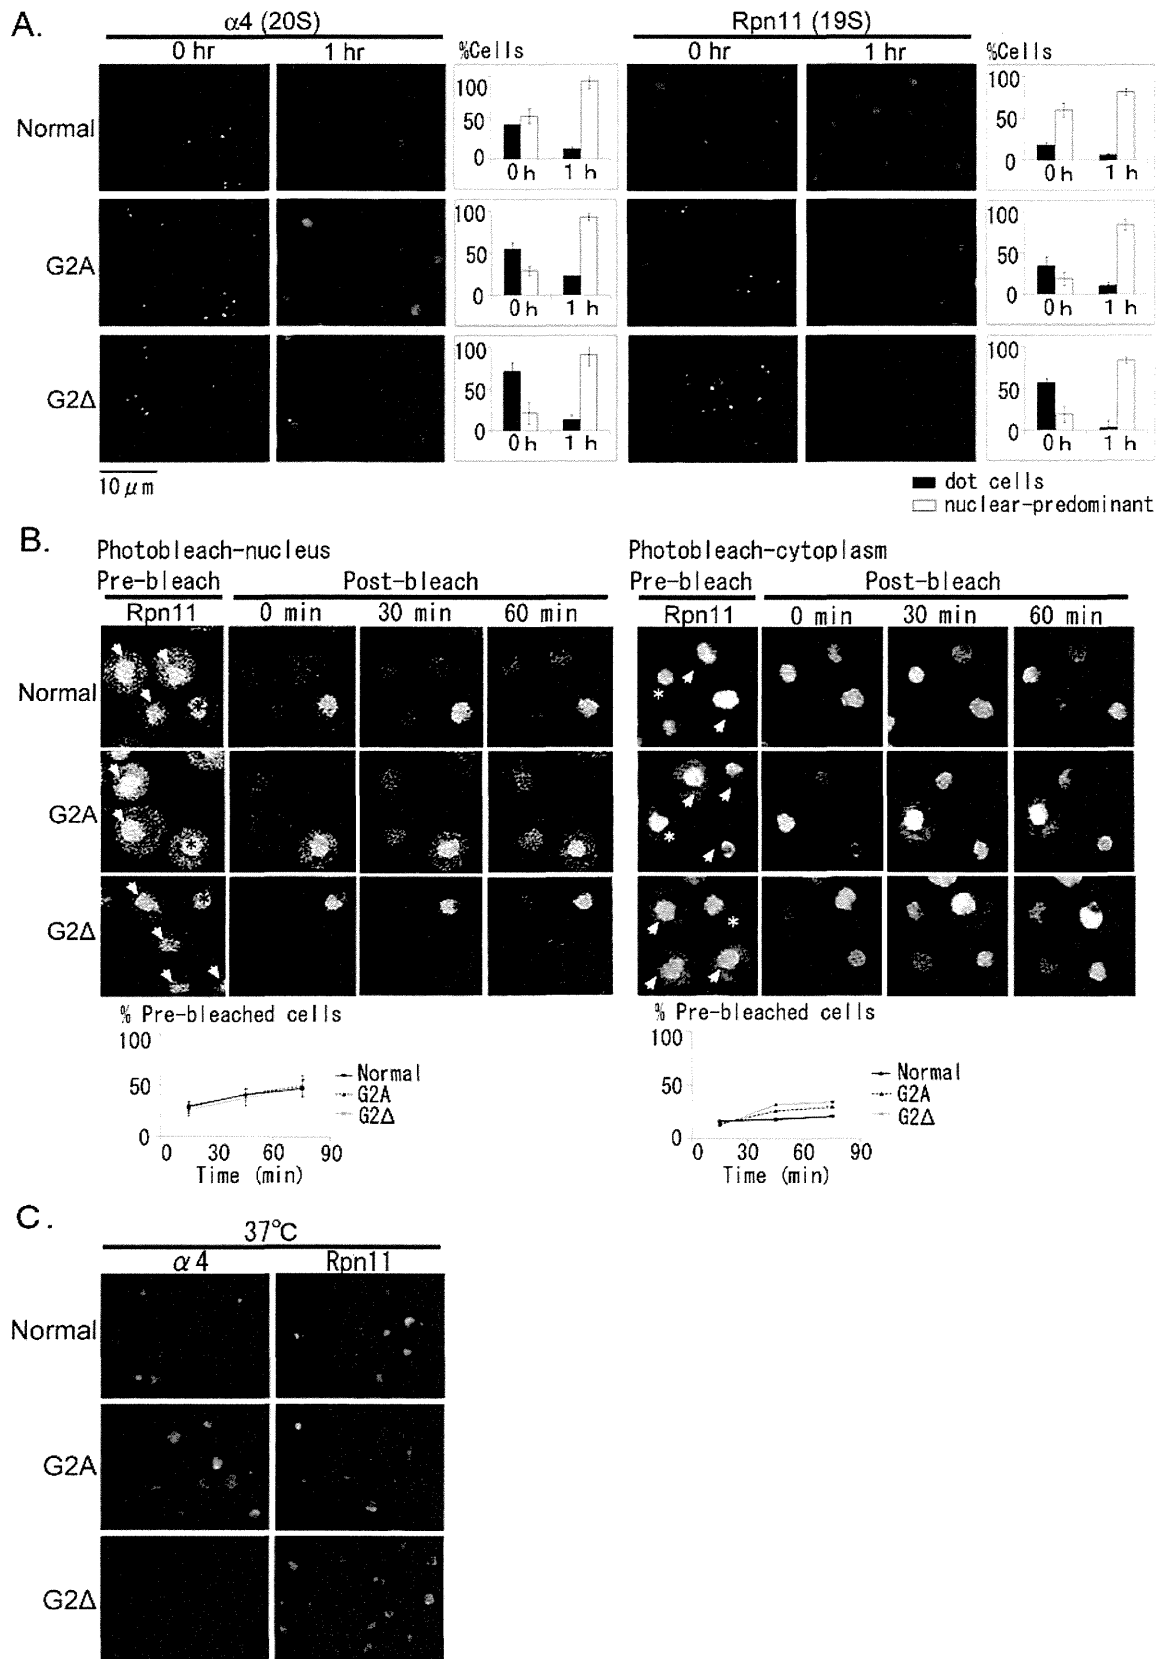 A.
α4 (20S)
Rpn11 (19S)
0 hr 1 hr %Cells 0 hr 1 hr %Cells
Normal
100
50
0
0 h 1 h
100
50
0
0 h 1 h
G2A
100
50
0
0 h 1 h
100
50
0
0 h 1 h
G2Δ
100
50
0
0 h 1 h
100
50
0
0 h 1 h
10 μm
dot cells
nuclear-predominant
B.
Photobleach-nucleus
Photobleach-cytoplasm
Pre-bleach Post-bleach Pre-bleach Post-bleach
Rpn11 0 min 30 min 60 min Rpn11 0 min 30 min 60 min
Normal
*
*
G2A
*
*
G2Δ
*
*
% Pre-bleached cells
100
50
0
0 30 60 90
Time (min)
Normal
G2A
G2Δ
% Pre-bleached cells
100
50
0
0 30 60 90
Time (min)
Normal
G2A
G2Δ
C.
37℃
α4 Rpn11
Normal
G2A
G2Δ